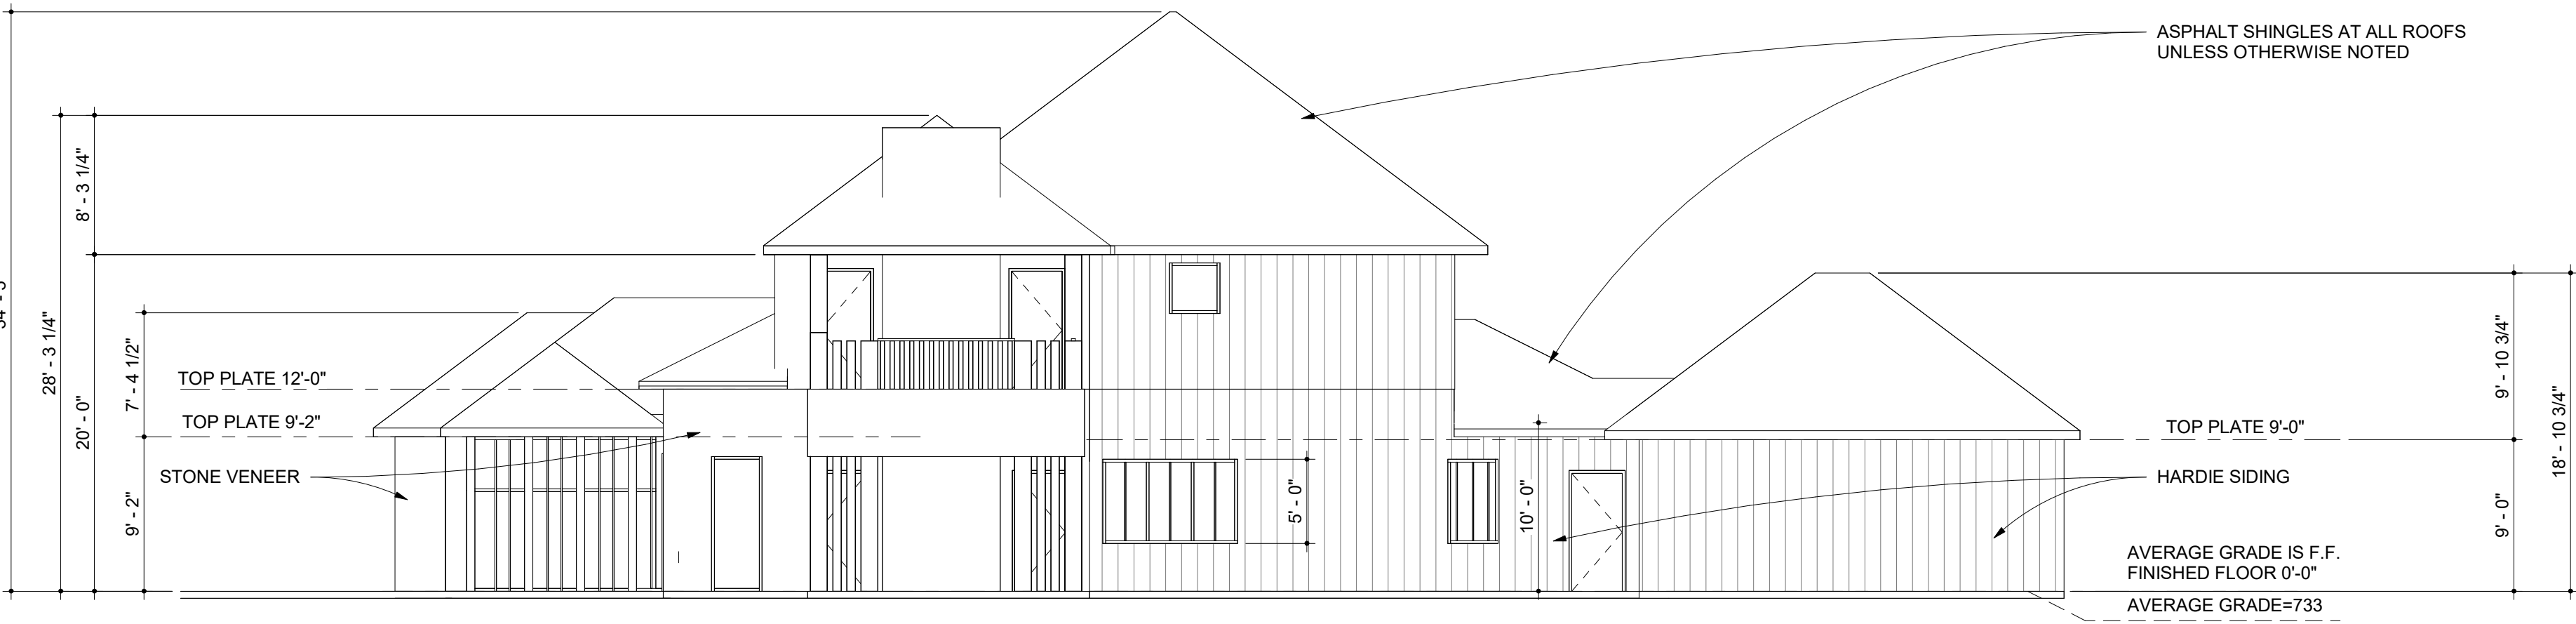 ASPHALT SHINGLES AT ALL ROOFS
UNLESS OTHERWISE NOTED
8' - 3 1/4"
28' - 3 1/4"
20' - 0"
7' - 4 1/2"
9' - 2"
TOP PLATE 12'-0"
TOP PLATE 9'-2"
STONE VENEER
5' - 0"
10' - 0"
TOP PLATE 9'-0"
HARDIE SIDING
9' - 10 3/4"
18' - 10 3/4"
9' - 0"
AVERAGE GRADE IS F.F.
FINISHED FLOOR 0'-0"
AVERAGE GRADE=733